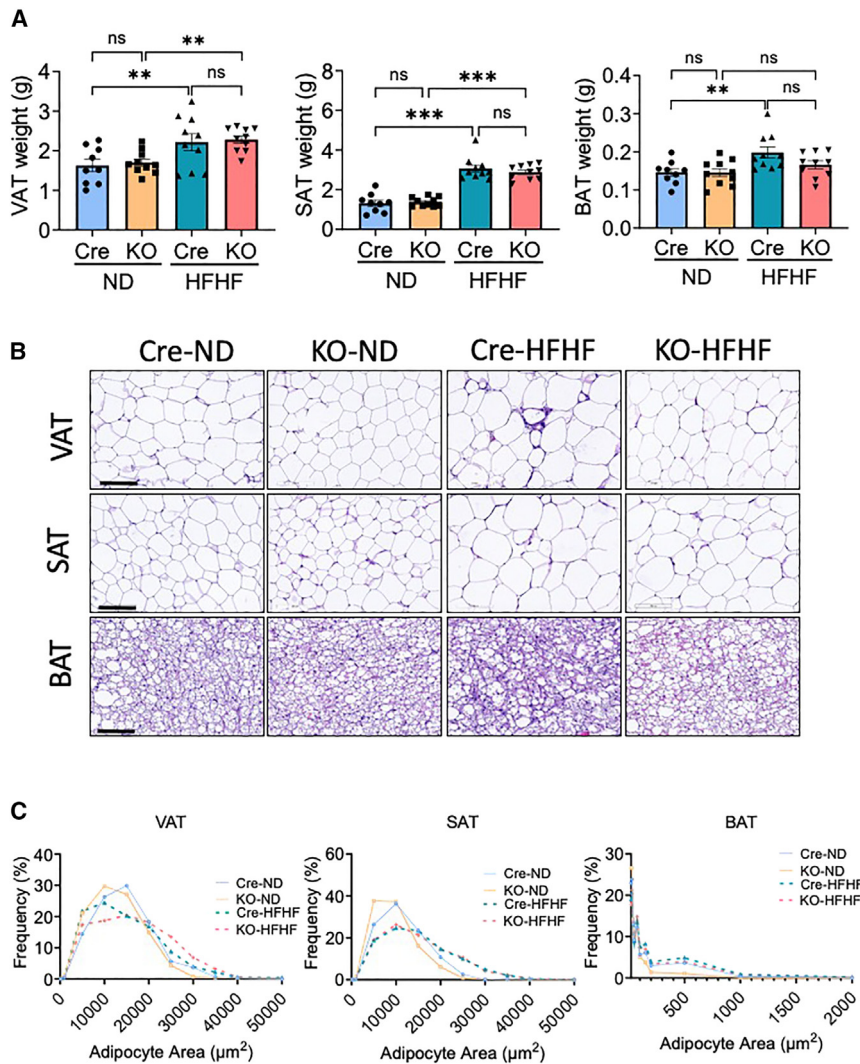 A
ns
**
**
ns
VAT weight (g)
4
3
2
1
0
Cre KO Cre KO
ND HFHF
ns
***
***
ns
SAT weight (g)
8
6
4
2
0
Cre KO Cre KO
ND HFHF
ns
ns
**
ns
BAT weight (g)
0.4
0.3
0.2
0.1
0.0
Cre KO Cre KO
ND HFHF
B
Cre-ND KO-ND Cre-HFHF KO-HFHF
VAT
SAT
BAT
C
VAT
Frequency (%)
40
30
20
10
0
Cre-ND
KO-ND
Cre-HFHF
KO-HFHF
0 10000 20000 30000 40000 50000
Adipocyte Area (µm²)
SAT
Frequency (%)
60
40
20
0
Cre-ND
KO-ND
Cre-HFHF
KO-HFHF
0 10000 20000 30000 40000 50000
Adipocyte Area (µm²)
BAT
Frequency (%)
30
20
10
0
Cre-ND
KO-ND
Cre-HFHF
KO-HFHF
500 1000 1500 2000
Adipocyte Area (µm²)